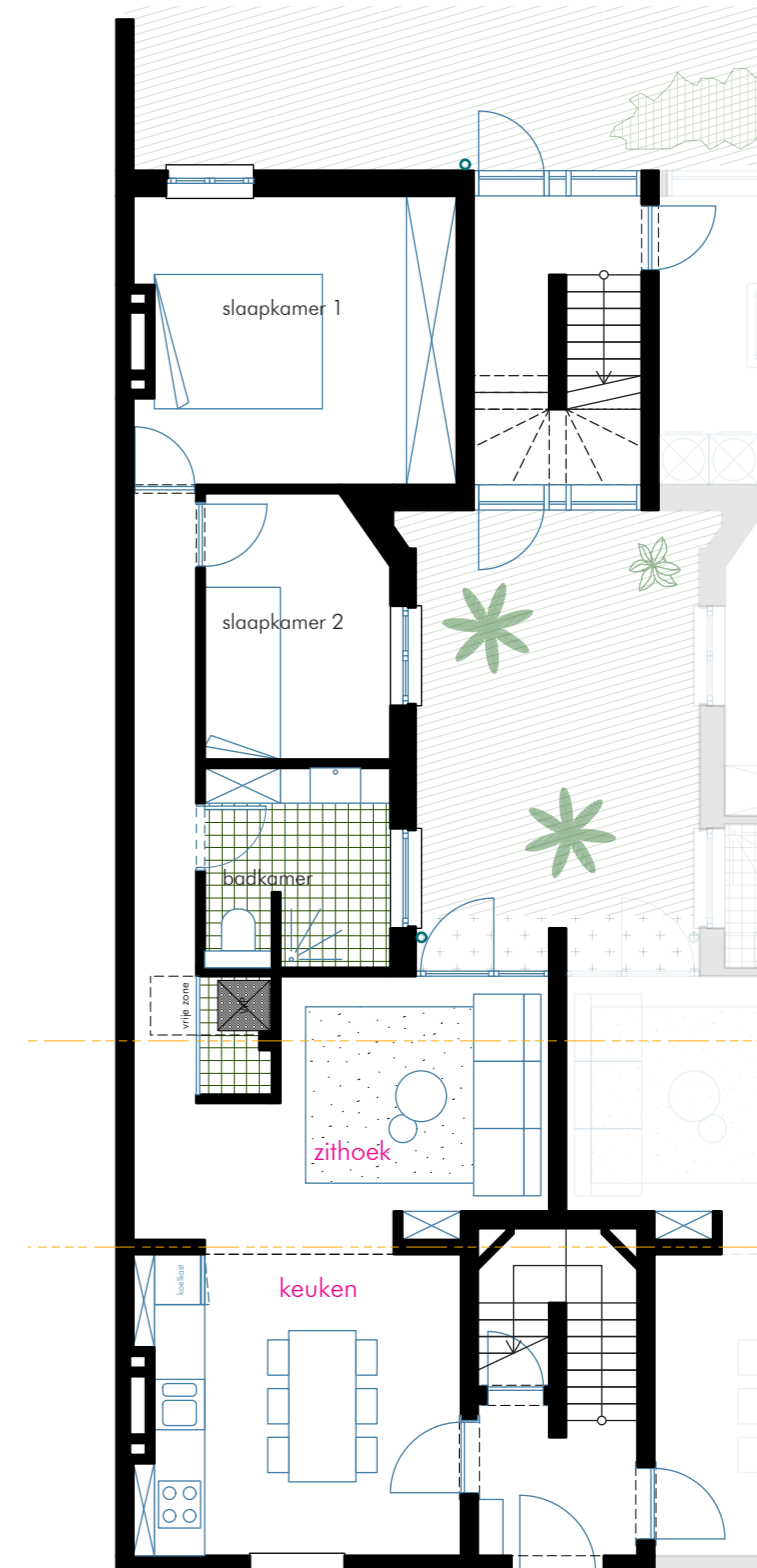 slaapkamer 1
slaapkamer 2
badkamer
vrije zone
zithoek
keuken
koelkast